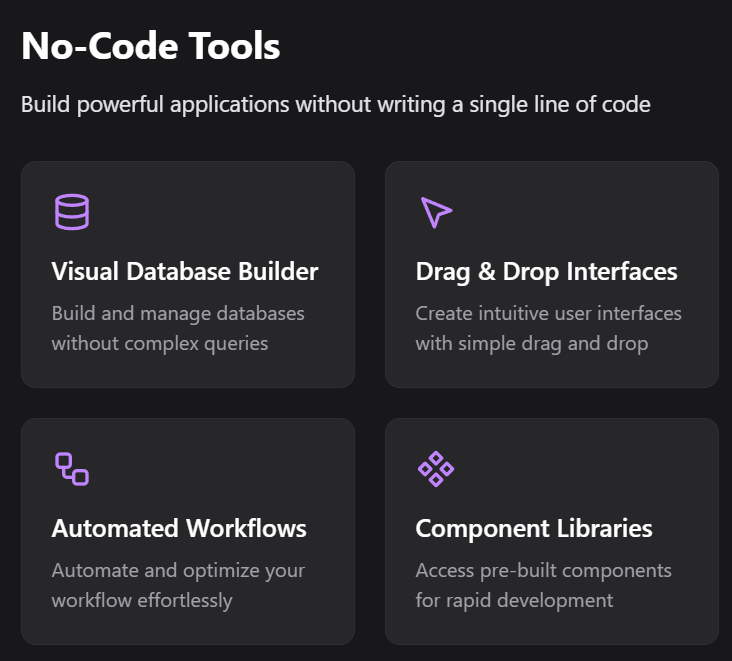 No-Code Tools
Build powerful applications without writing a single line of code
Visual Database Builder
Build and manage databases
without complex queries
Drag & Drop Interfaces
Create intuitive user interfaces
with simple drag and drop
Automated Workflows
Automate and optimize your
workflow effortlessly
Component Libraries
Access pre-built components
for rapid development